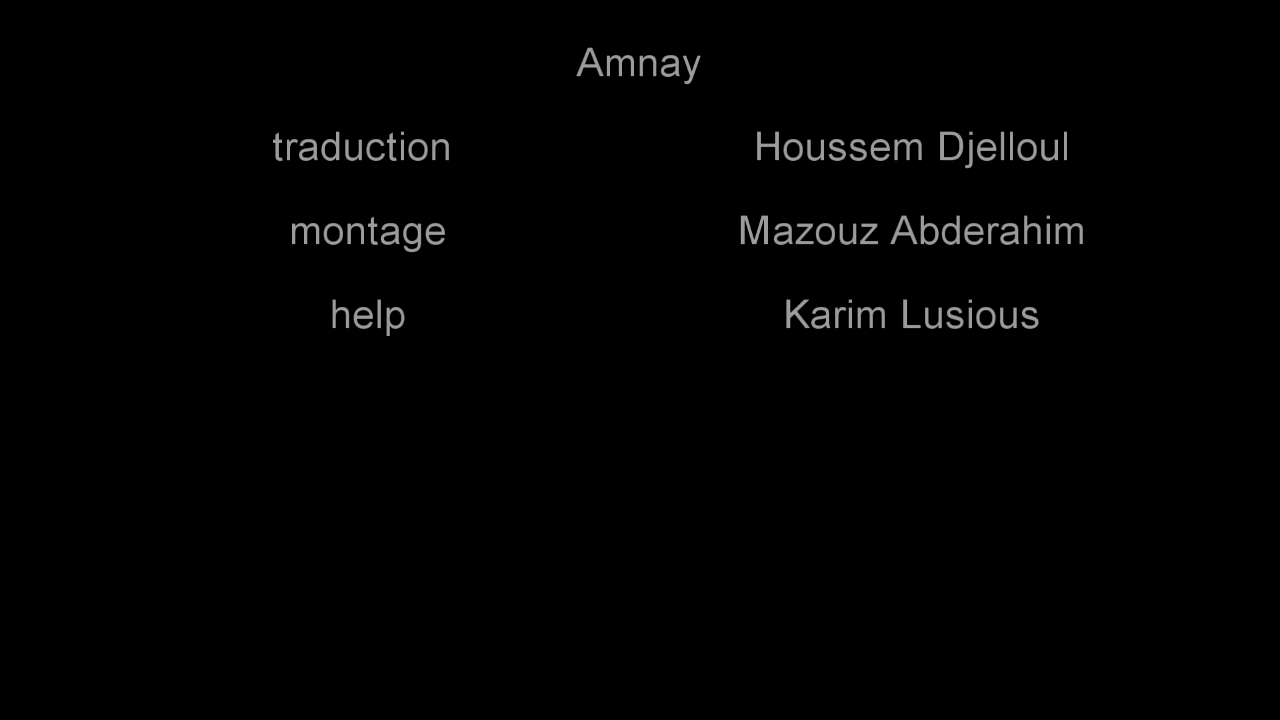 Amnay
traduction Houssem Djelloul
montage Mazouz Abderahim
help Karim Lusious